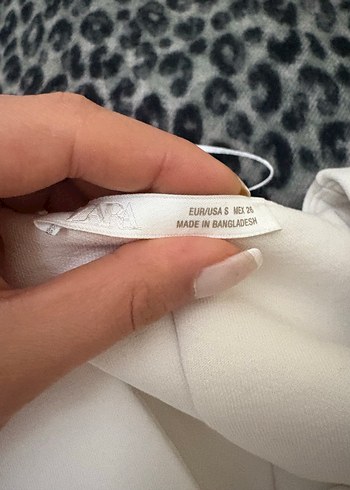 ZARA
EUR/USA S MEX 26
MADE IN BANGLADESH